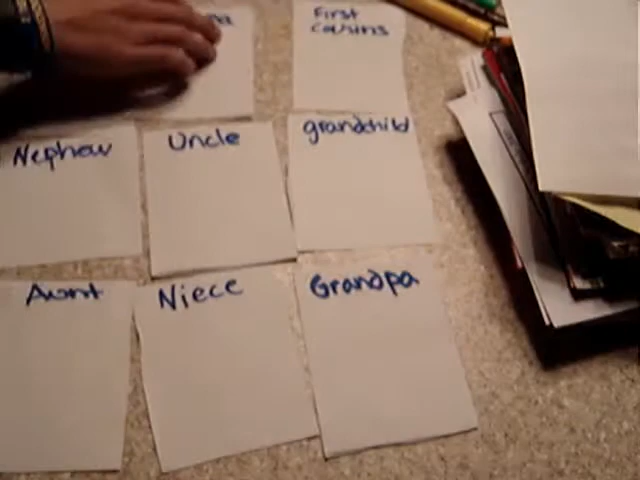 First
cousins
Nephew
Uncle
grandchild
Aunt
Niece
Grandpa